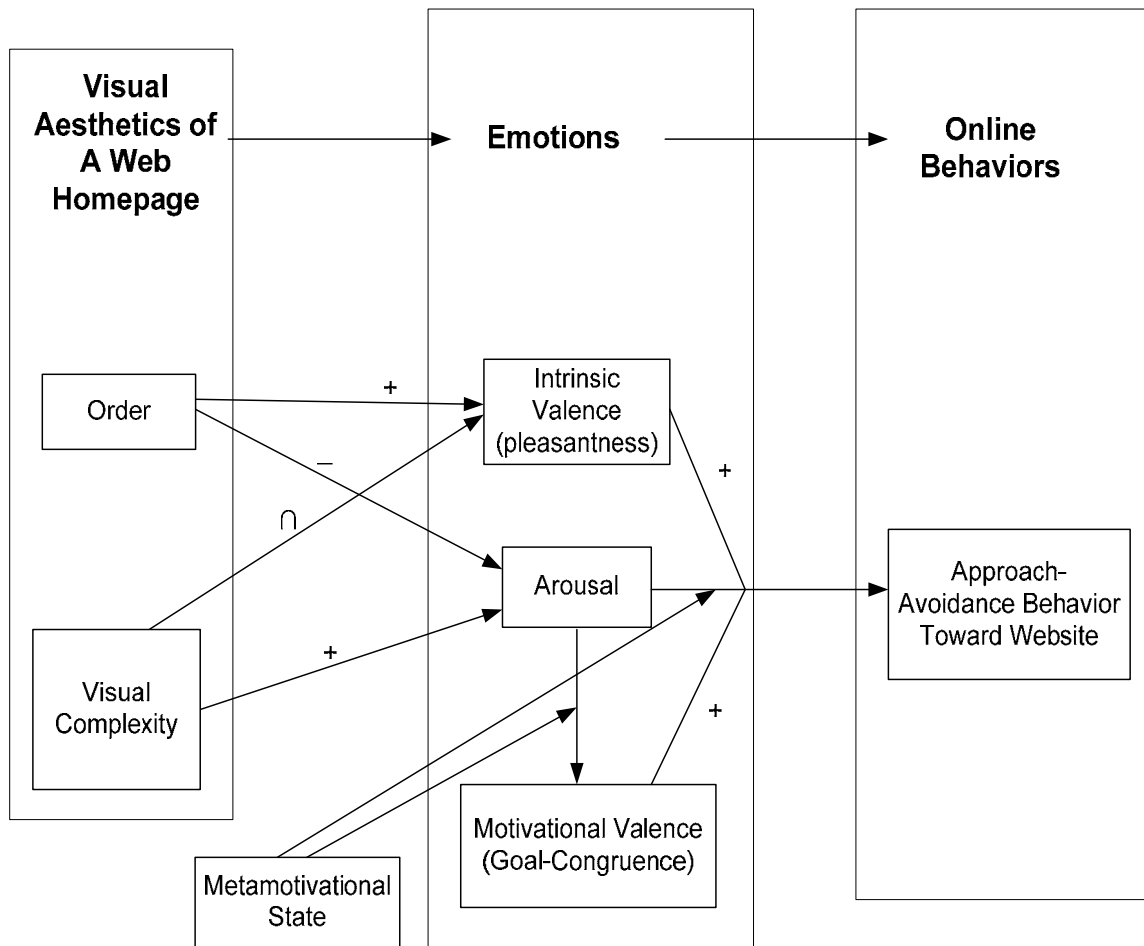 Visual
Aesthetics of
A Web
Homepage
Emotions
Online
Behaviors
Order
+
Intrinsic
Valence
(pleasantness)
+
–
∩
Arousal
Approach-
Avoidance Behavior
Toward Website
+
Visual
Complexity
+
Motivational Valence
(Goal-Congruence)
Metamotivational
State